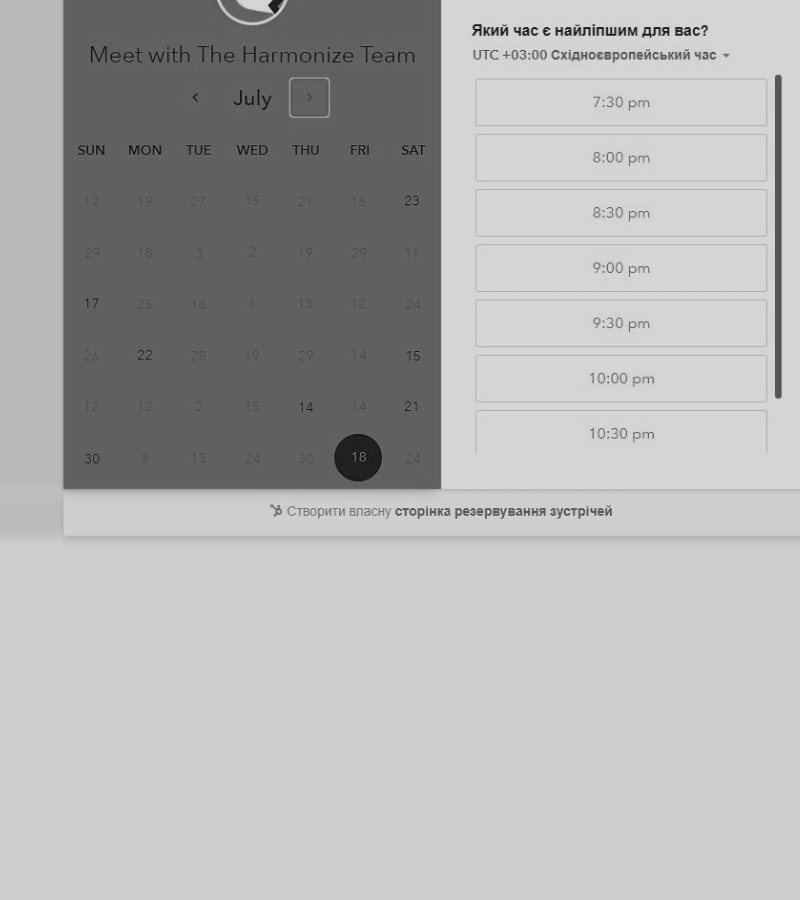 Meet with The Harmonize Team
July
SUN MON TUE WED THU FRI SAT
12 19 27 15 21 18 23
29 18 3 2 19 29 11
17 25 18 1 13 12 24
26 22 28 19 29 14 15
12 12 2 15 14 14 21
30 8 13 24 30 18 24
Який час є найліпшим для вас?
UTC +03:00 Східноєвропейський час
7:30 pm
8:00 pm
8:30 pm
9:00 pm
9:30 pm
10:00 pm
10:30 pm
Створити власну сторінка резервування зустрічей